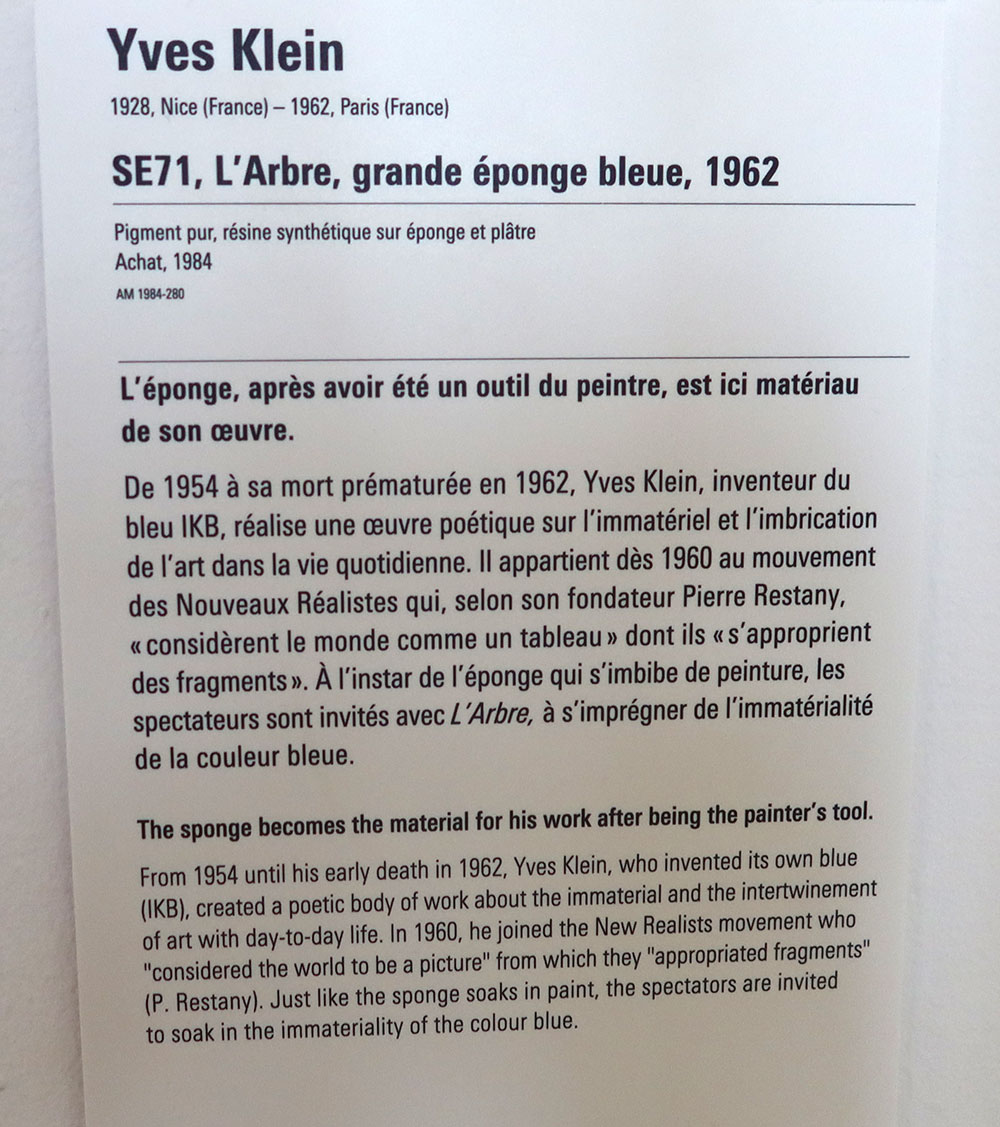 Yves Klein
1928, Nice (France) – 1962, Paris (France)
SE71, L'Arbre, grande éponge bleue, 1962
Pigment pur, résine synthétique sur éponge et plâtre
Achat, 1984
AM 1984-280
L'éponge, après avoir été un outil du peintre, est ici matériau
de son œuvre.
De 1954 à sa mort prématurée en 1962, Yves Klein, inventeur du
bleu IKB, réalise une œuvre poétique sur l'immatériel et l'imbrication
de l'art dans la vie quotidienne. Il appartient dès 1960 au mouvement
des Nouveaux Réalistes qui, selon son fondateur Pierre Restany,
« considèrent le monde comme un tableau » dont ils « s'approprient
des fragments ». À l'instar de l'éponge qui s'imbibe de peinture, les
spectateurs sont invités avec L'Arbre, à s'imprégner de l'immatérialité
de la couleur bleue.
The sponge becomes the material for his work after being the painter's tool.
From 1954 until his early death in 1962, Yves Klein, who invented its own blue
(IKB), created a poetic body of work about the immaterial and the intertwinement
of art with day-to-day life. In 1960, he joined the New Realists movement who
"considered the world to be a picture" from which they "appropriated fragments"
(P. Restany). Just like the sponge soaks in paint, the spectators are invited
to soak in the immateriality of the colour blue.